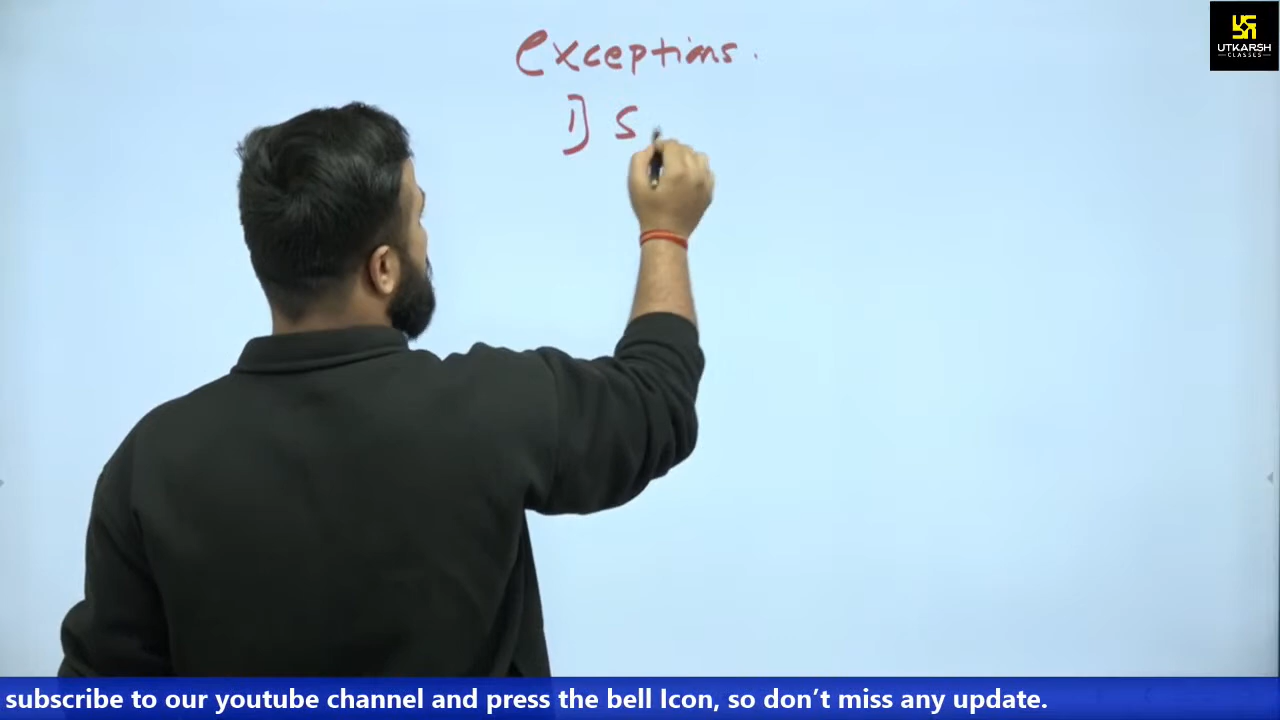 UTKARSH
CLASSES
Exceptions.
1] S
subscribe to our youtube channel and press the bell Icon, so don’t miss any update.